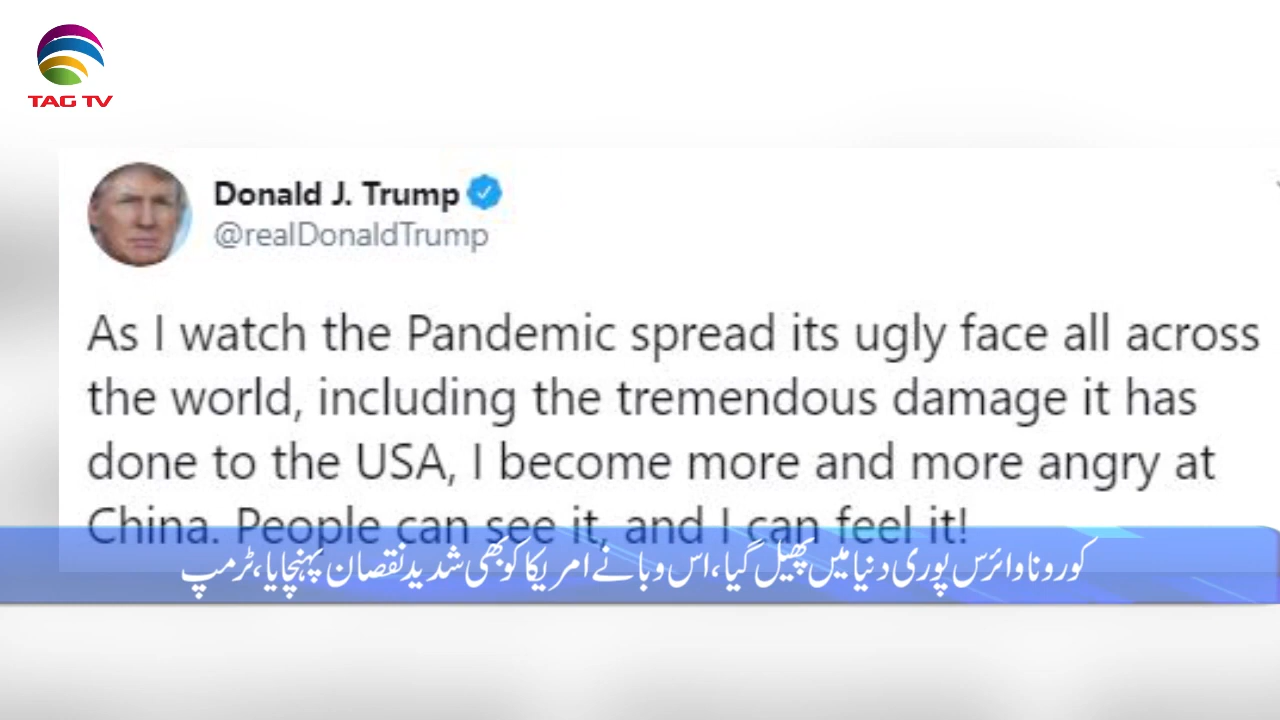 TAG TV
Donald J. Trump
@realDonaldTrump
As I watch the Pandemic spread its ugly face all across
the world, including the tremendous damage it has
done to the USA, I become more and more angry at
China. People can see it, and I can feel it!
کورونا وائرس پوری دنیا میں پھیل گیا، اس وبا نے امریکا کو بھی شدید نقصان پہنچایا، ٹرمپ